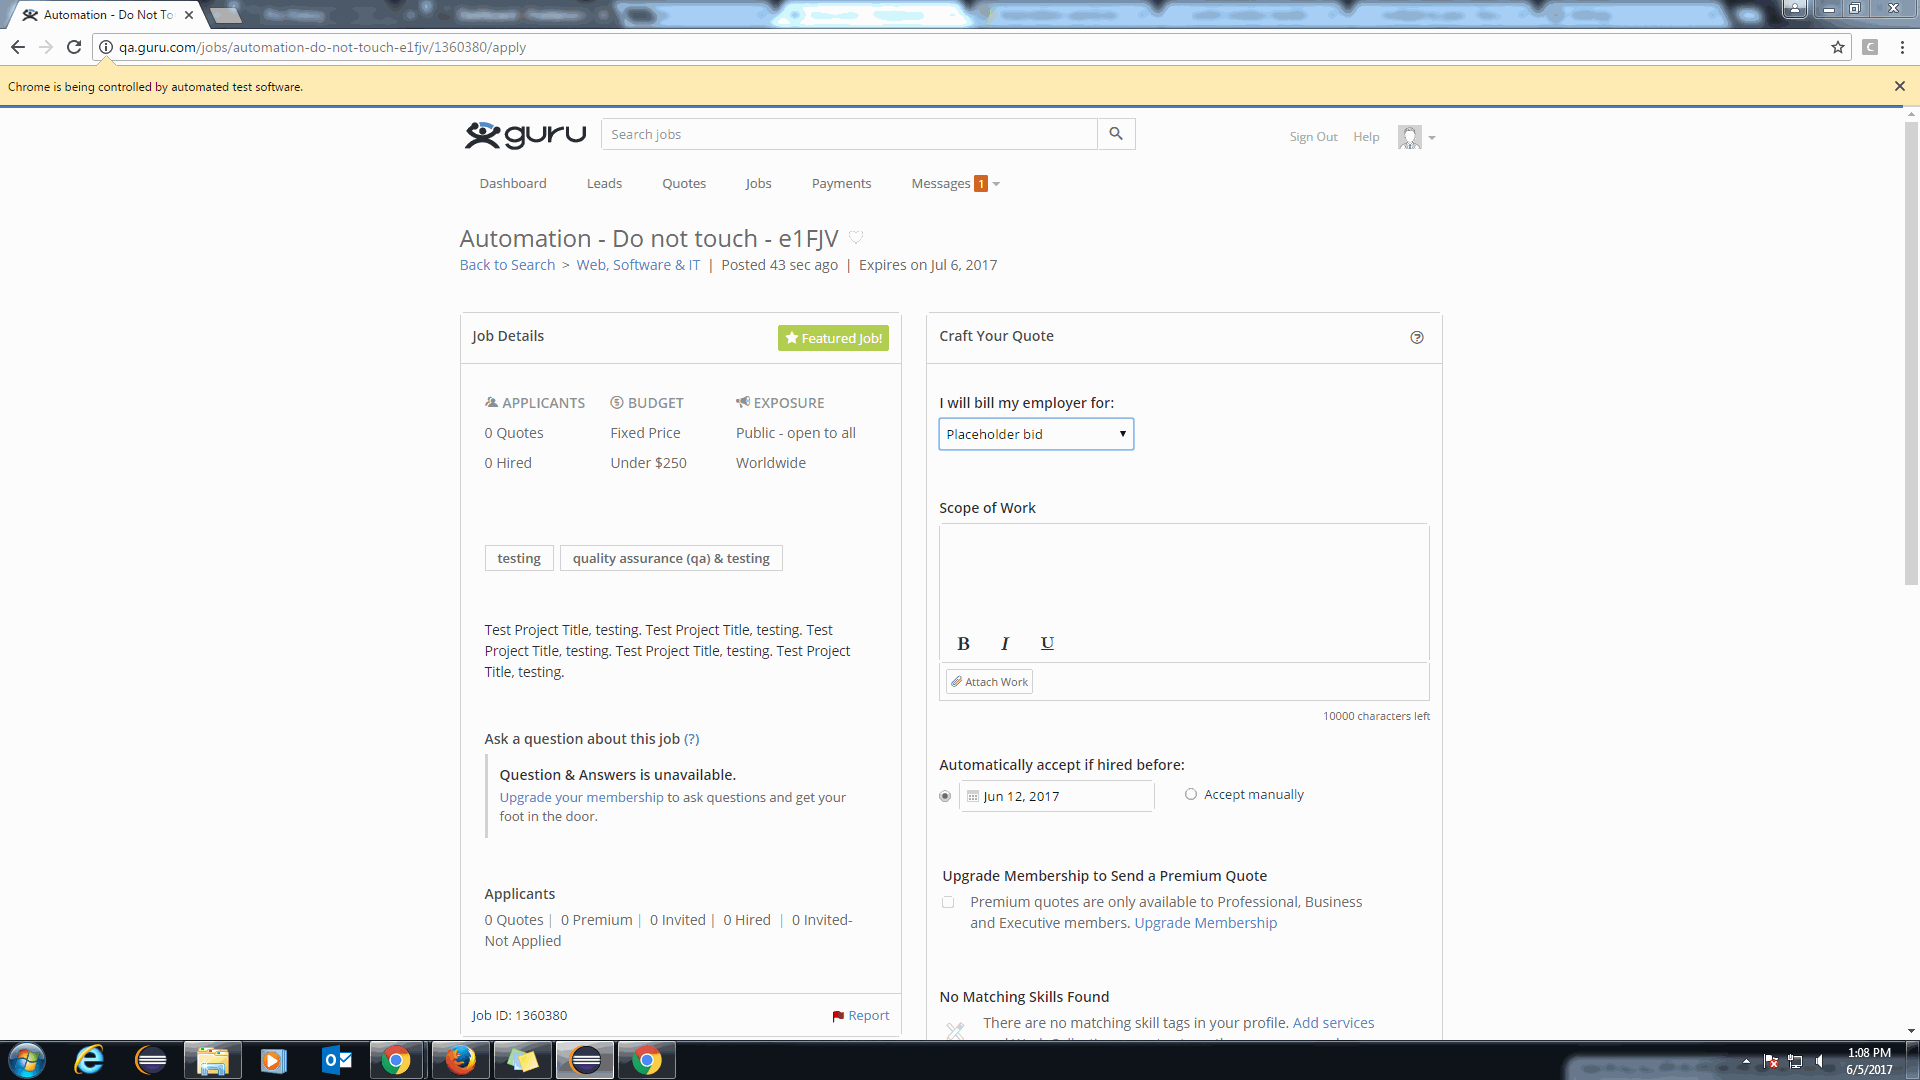 Automation - Do Not To
qa.guru.com/jobs/automation-do-not-touch-e1fjv/1360380/apply
C
Chrome is being controlled by automated test software.
guru
Search jobs
Sign Out Help
Dashboard Leads Quotes Jobs Payments Messages 1
Automation - Do not touch - e1FJV
Back to Search > Web, Software & IT | Posted 43 sec ago | Expires on Jul 6, 2017
Job Details
Featured Job!
APPLICANTS BUDGET EXPOSURE
0 Quotes Fixed Price Public - open to all
0 Hired Under $250 Worldwide
testing quality assurance (qa) & testing
Test Project Title, testing. Test Project Title, testing. Test
Project Title, testing. Test Project Title, testing. Test Project
Title, testing.
Ask a question about this job (?)
Question & Answers is unavailable.
Upgrade your membership to ask questions and get your
foot in the door.
Applicants
0 Quotes | 0 Premium | 0 Invited | 0 Hired | 0 Invited-
Not Applied
Job ID: 1360380 Report
Craft Your Quote
I will bill my employer for:
Placeholder bid
Scope of Work
B I U
Attach Work
10000 characters left
Automatically accept if hired before:
Jun 12, 2017 Accept manually
Upgrade Membership to Send a Premium Quote
Premium quotes are only available to Professional, Business
and Executive members. Upgrade Membership
No Matching Skills Found
There are no matching skill tags in your profile. Add services
1:08 PM
6/5/2017